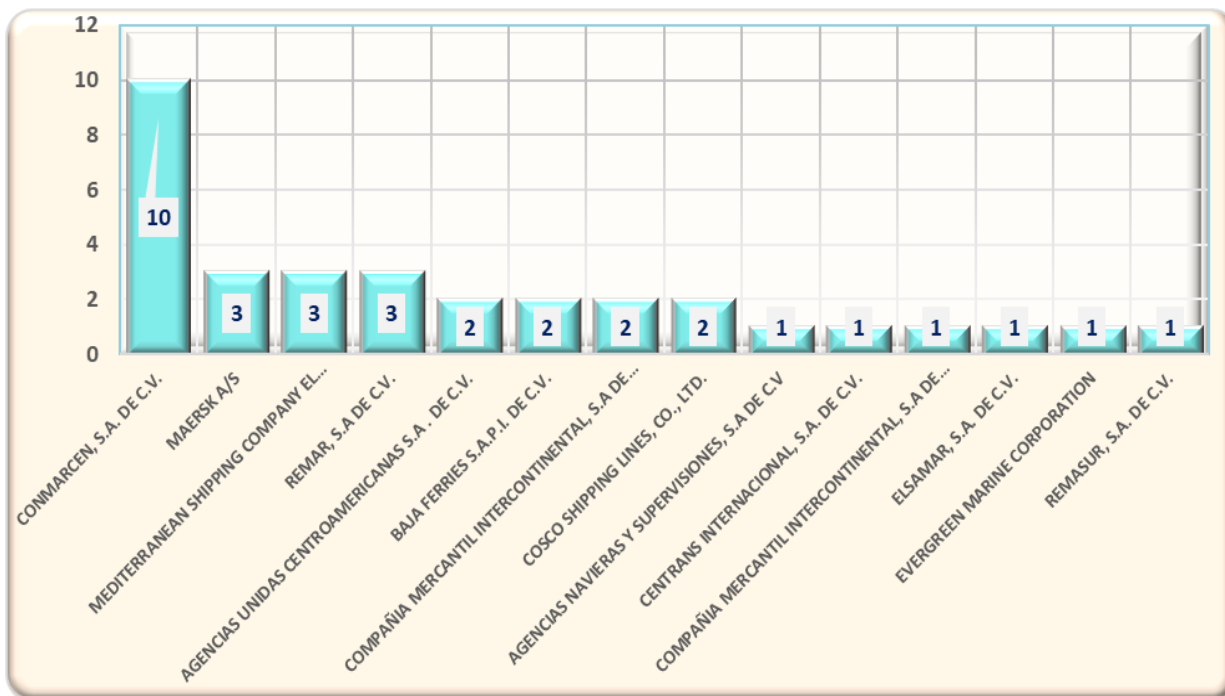 12
10
8
6
4
2
0
10
3
3
3
2
2
2
2
1
1
1
1
1
1
CONMARCEN, S.A. DE C.V.
MAERSK A/S
MEDITERRANEAN SHIPPING COMPANY EL...
REMAR, S.A DE C.V.
AGENCIAS UNIDAS CENTROAMERICANAS S.A . DE C.V.
BAJA FERRIES S.A.P.I. DE C.V.
COMPAÑIA MERCANTIL INTERCONTINENTAL, S.A DE...
COSCO SHIPPING LINES, CO., LTD.
AGENCIAS NAVIERAS Y SUPERVISIONES, S.A DE C.V
CENTRANS INTERNACIONAL, S.A. DE C.V.
COMPAÑIA MERCANTIL INTERCONTINENTAL, S.A DE...
ELSAMAR, S.A. DE C.V.
EVERGREEN MARINE CORPORATION
REMASUR, S.A. DE C.V.